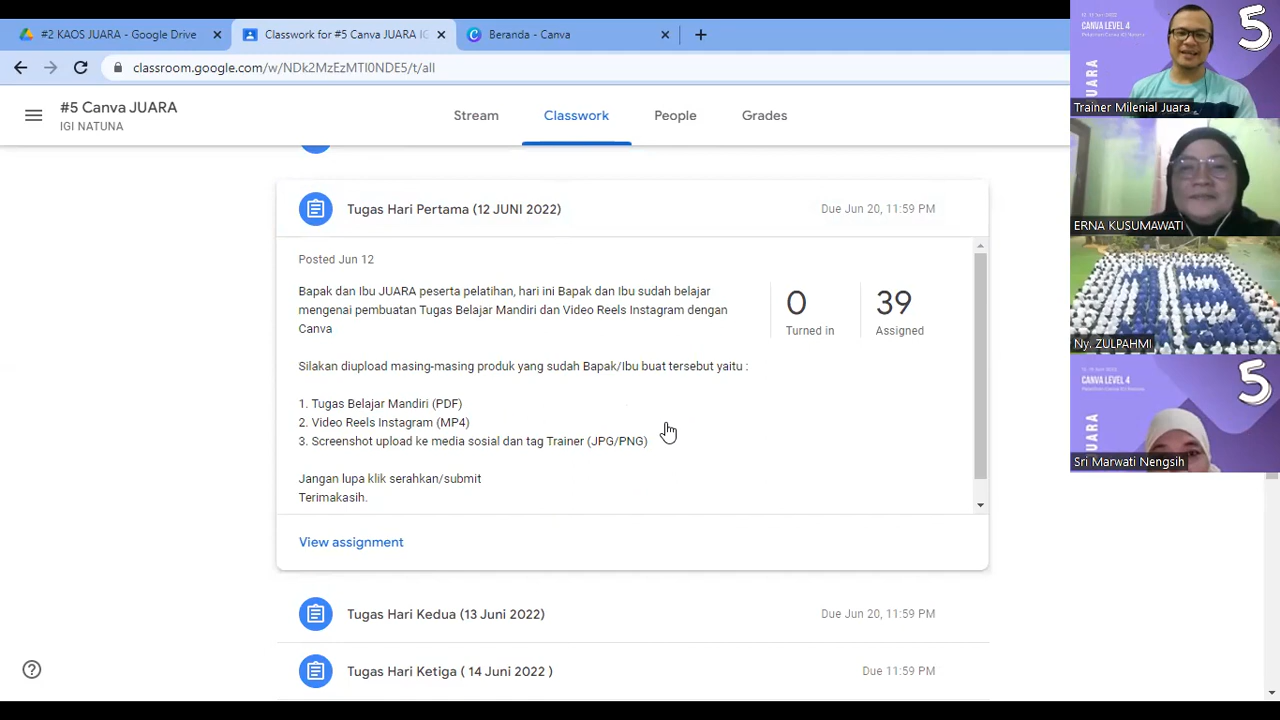 #2 KAOS JUARA - Google Drive
Classwork for #5 Canva JUARA
Beranda - Canva
classroom.google.com/w/NDk2MzEzMTI0NDE5/t/all
#5 Canva JUARA
IGI NATUNA
Stream
Classwork
People
Grades
Tugas Hari Pertama (12 JUNI 2022)
Due Jun 20, 11:59 PM
Posted Jun 12
Bapak dan Ibu JUARA peserta pelatihan, hari ini Bapak dan Ibu sudah belajar
mengenai pembuatan Tugas Belajar Mandiri dan Video Reels Instagram dengan
Canva
0
Turned in
39
Assigned
Silakan diupload masing-masing produk yang sudah Bapak/Ibu buat tersebut yaitu :
1. Tugas Belajar Mandiri (PDF)
2. Video Reels Instagram (MP4)
3. Screenshot upload ke media sosial dan tag Trainer (JPG/PNG)
Jangan lupa klik serahkan/submit
Terimakasih.
View assignment
Tugas Hari Kedua (13 Juni 2022)
Due Jun 20, 11:59 PM
Tugas Hari Ketiga ( 14 Juni 2022 )
Due 11:59 PM
CANVA LEVEL 4
5
Trainer Milenial Juara
ERNA KUSUMAWATI
Ny. ZULPAHMI
CANVA LEVEL 4
5
Sri Marwati Nengsih